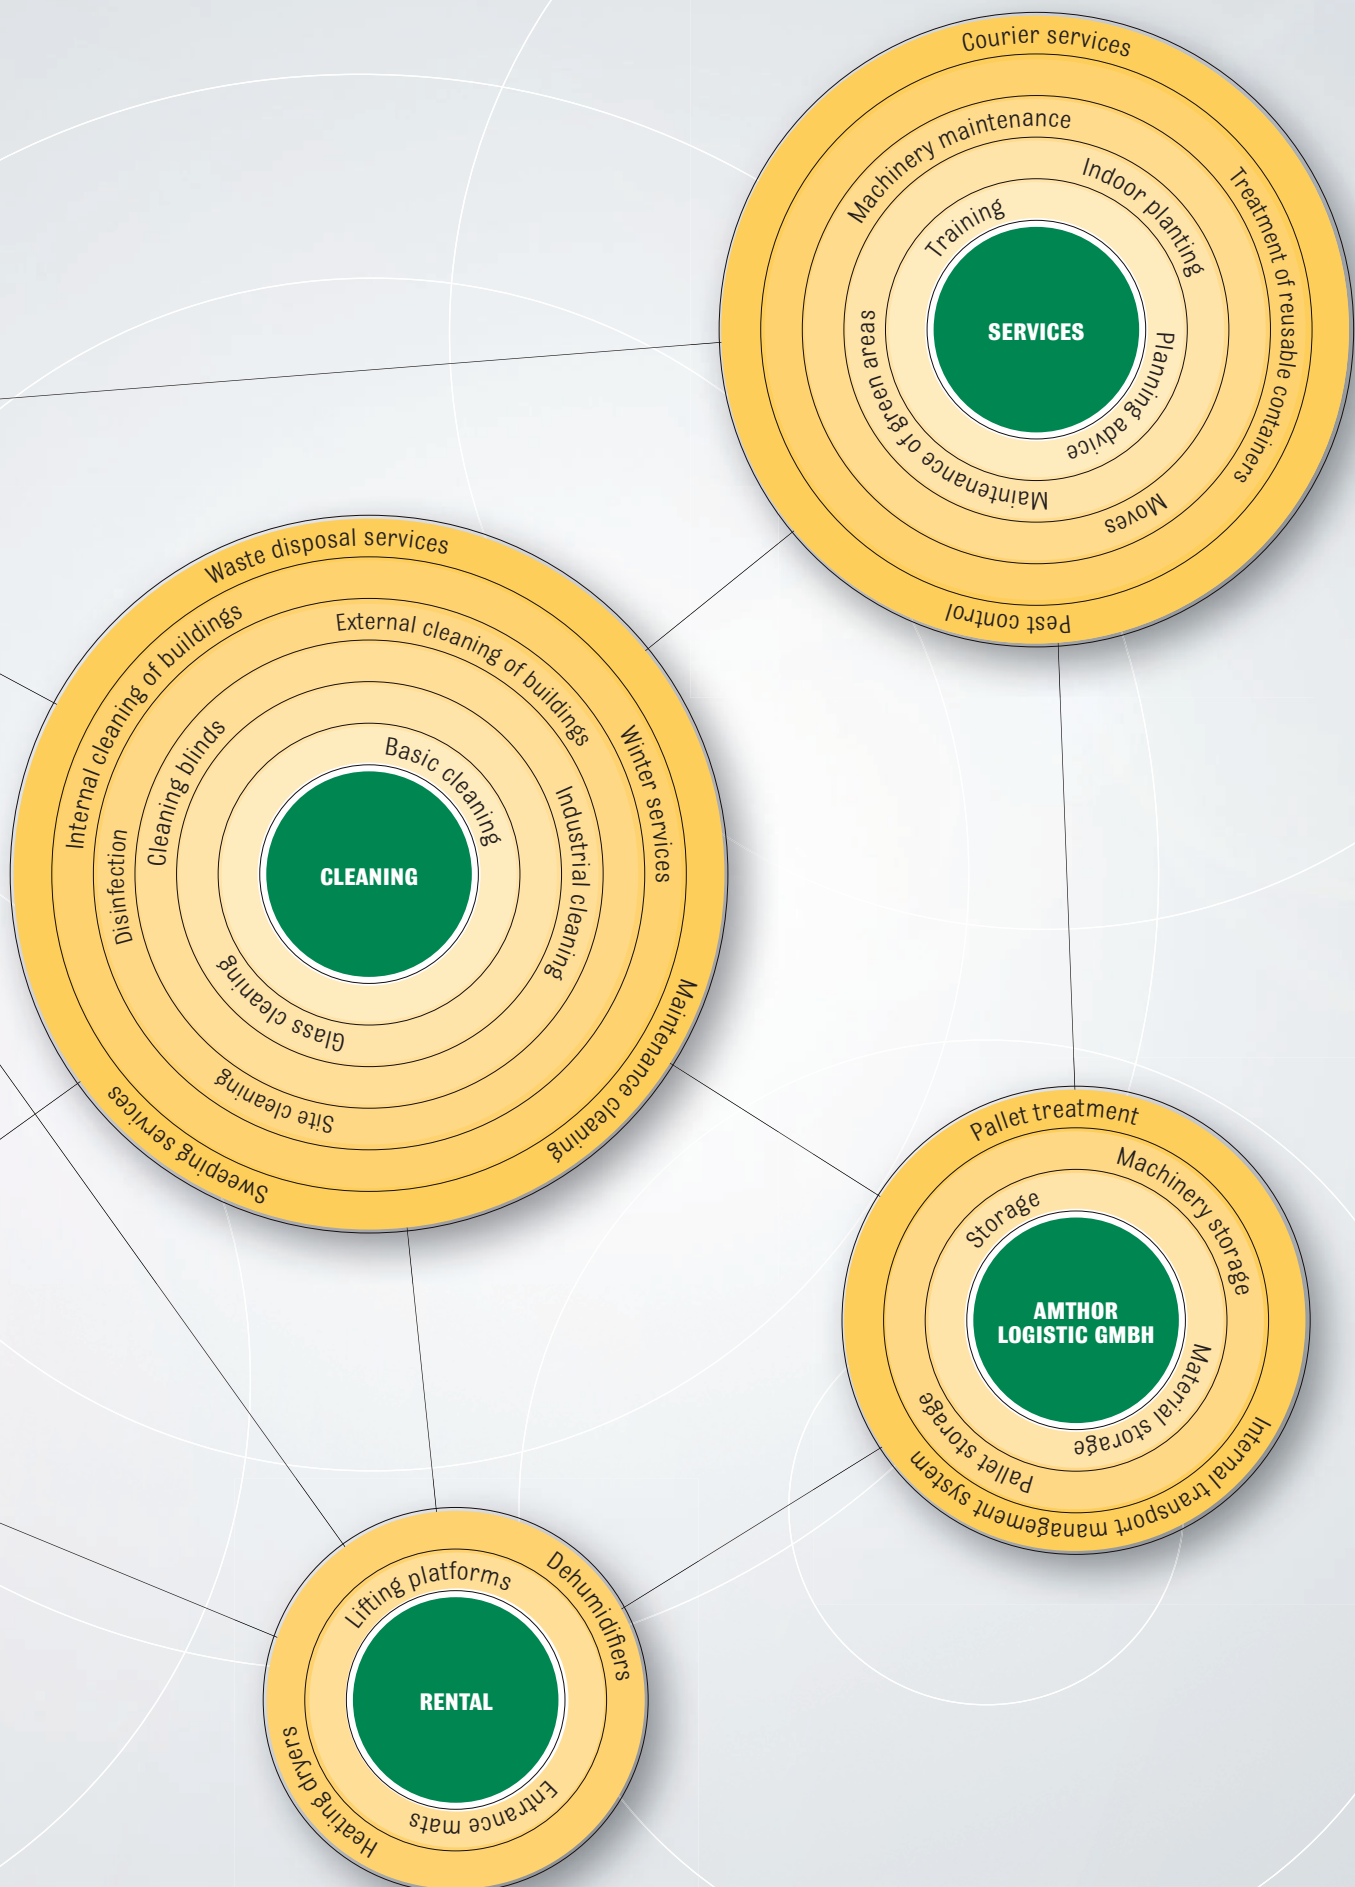 Courier services
Machinery maintenance
Indoor planting
Treatment of reusable containers
Training
SERVICES
Planning advice
Maintenance of green areas
Moves
Pest control
Waste disposal services
Internal cleaning of buildings
External cleaning of buildings
Winter services
Cleaning blinds
Basic cleaning
Industrial cleaning
Disinfection
CLEANING
Glass cleaning
Site cleaning
Maintenance cleaning
Sweeping services
Pallet treatment
Machinery storage
Storage
AMTHOR
LOGISTIC GMBH
Material storage
Pallet storage
Internal transport management system
Dehumidifiers
Lifting platforms
RENTAL
Entrance mats
Heating dryers